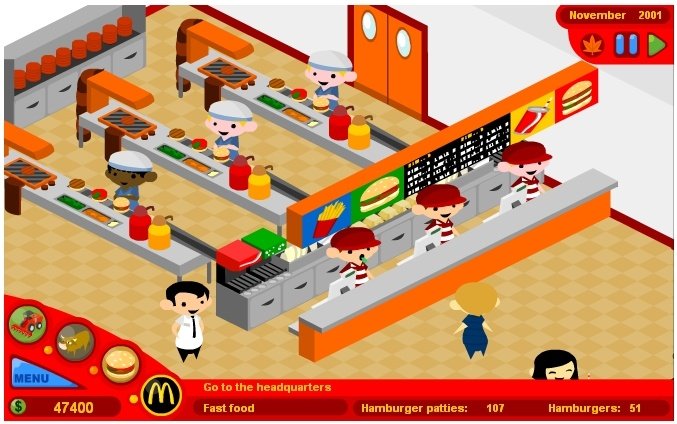 November 2001
MENU
Go to the headquarters
$ 47400
Fast food
Hamburger patties: 107
Hamburgers: 51